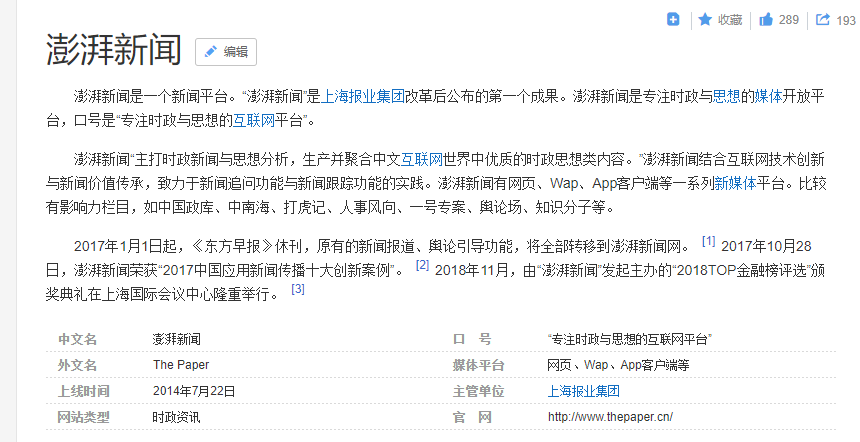 收藏 289 193
澎湃新闻 编辑
澎湃新闻是一个新闻平台。“澎湃新闻”是上海报业集团改革后公布的第一个成果。澎湃新闻是专注时政与思想的媒体开放平
台，口号是“专注时政与思想的互联网平台”。
澎湃新闻“主打时政新闻与思想分析，生产并聚合中文互联网世界中优质的时政思想类内容。”澎湃新闻结合互联网技术创新
与新闻价值传承，致力于新闻追问功能与新闻跟踪功能的实践。澎湃新闻有网页、Wap、App客户端等一系列新媒体平台。比较
有影响力栏目，如中国政库、中南海、打虎记、人事风向、一号专案、舆论场、知识分子等。
2017年1月1日起，《东方早报》休刊，原有的新闻报道、舆论引导功能，将全部转移到澎湃新闻网。 [1] 2017年10月28
日，澎湃新闻荣获“2017中国应用新闻传播十大创新案例”。 [2] 2018年11月，由“澎湃新闻”发起主办的“2018TOP金融榜评选”颁
奖典礼在上海国际会议中心隆重举行。 [3]
中文名 澎湃新闻 口 号 “专注时政与思想的互联网平台”
外文名 The Paper 媒体平台 网页、Wap、App客户端等
上线时间 2014年7月22日 主管单位 上海报业集团
网站类型 时政资讯 官 网 http://www.thepaper.cn/